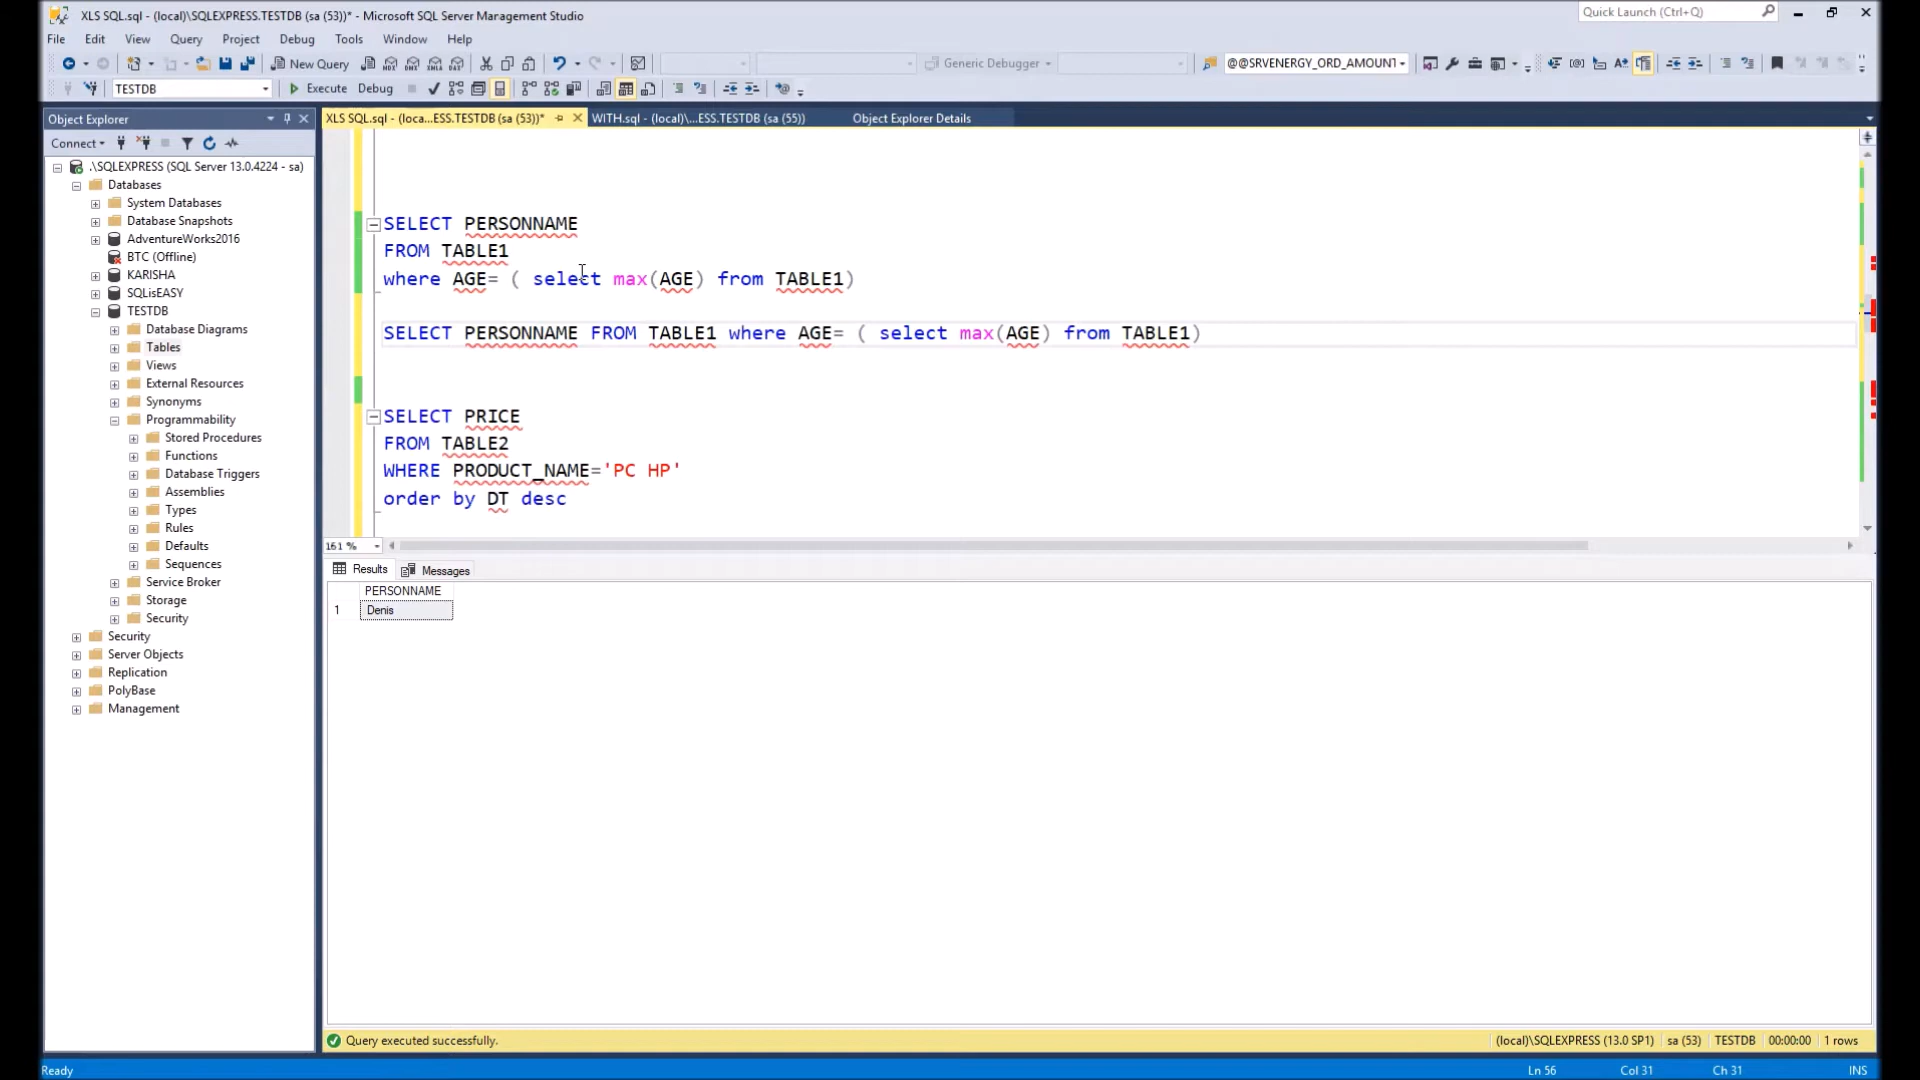 XLS SQL.sql - (local)\SQLEXPRESS.TESTDB (sa (53))* - Microsoft SQL Server Management Studio
Quick Launch (Ctrl+Q)
File Edit View Query Project Debug Tools Window Help
New Query
Generic Debugger
@@SRVENERGY_ORD_AMOUNT
TESTDB
Execute Debug
Object Explorer
XLS SQL.sql - (loca...ESS.TESTDB (sa (53))*
WITH.sql - (local)\...ESS.TESTDB (sa (55))
Object Explorer Details
Connect
.\SQLEXPRESS (SQL Server 13.0.4224 - sa)
Databases
System Databases
Database Snapshots
AdventureWorks2016
BTC (Offline)
KARISHA
SQLisEASY
TESTDB
Database Diagrams
Tables
Views
External Resources
Synonyms
Programmability
Stored Procedures
Functions
Database Triggers
Assemblies
Types
Rules
Defaults
Sequences
Service Broker
Storage
Security
Security
Server Objects
Replication
PolyBase
Management
SELECT PERSONNAME
FROM TABLE1
where AGE= ( select max(AGE) from TABLE1)
SELECT PERSONNAME FROM TABLE1 where AGE= ( select max(AGE) from TABLE1)
SELECT PRICE
FROM TABLE2
WHERE PRODUCT_NAME='PC HP'
order by DT desc
161 %
Results Messages
PERSONNAME
1 Denis
Query executed successfully.
(local)\SQLEXPRESS (13.0 SP1) sa (53) TESTDB 00:00:00 1 rows
Ready
Ln 56 Col 31 Ch 31 INS